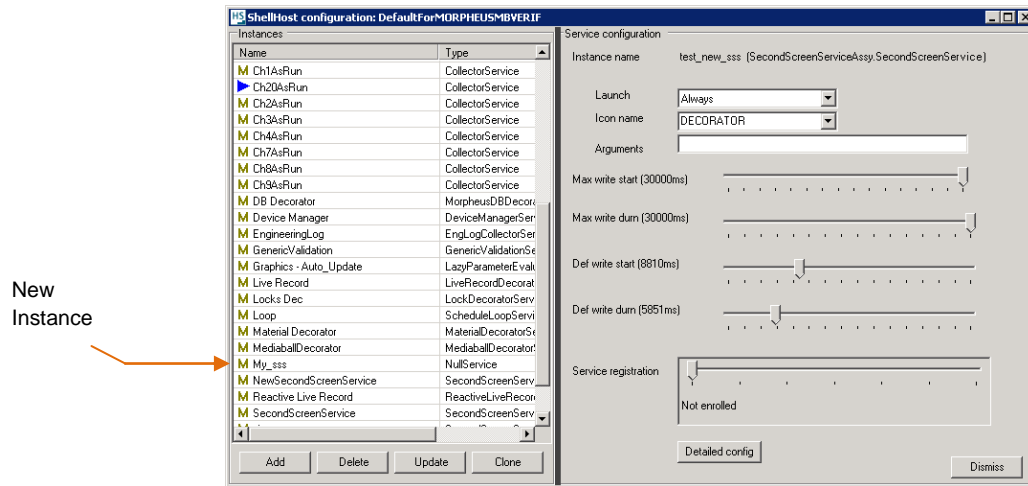 HS ShellHost configuration: DefaultForMORPHEUSMBVERIF
Instances
Name Type
M Ch1AsRun CollectorService
Ch20AsRun CollectorService
M Ch2AsRun CollectorService
M Ch3AsRun CollectorService
M Ch4AsRun CollectorService
M Ch7AsRun CollectorService
M Ch8AsRun CollectorService
M Ch9AsRun CollectorService
M DB Decorator MorpheusDBDecora
M Device Manager DeviceManagerSer
M EngineeringLog EngLogCollectorSer
M GenericValidation GenericValidationSe
M Graphics - Auto_Update LazyParameterEvalu
M Live Record LiveRecordDecorat
M Locks Dec LockDecoratorServ
M Loop ScheduleLoopServi
M Material Decorator MaterialDecoratorSe
M MediaballDecorator MediaballDecorator
M My_sss NullService
M NewSecondScreenService SecondScreenServ
M Reactive Live Record ReactiveLiveRecor
M SecondScreenService SecondScreenServ
Add Delete Update Clone
Service configuration
Instance name test_new_sss (SecondScreenServiceAssy.SecondScreenService)
Launch Always
Icon name DECORATOR
Arguments
Max write start (30000ms)
Max write durn (30000ms)
Def write start (8810ms)
Def write durn (5851ms)
Service registration
Not enrolled
Detailed config
Dismiss
New
Instance